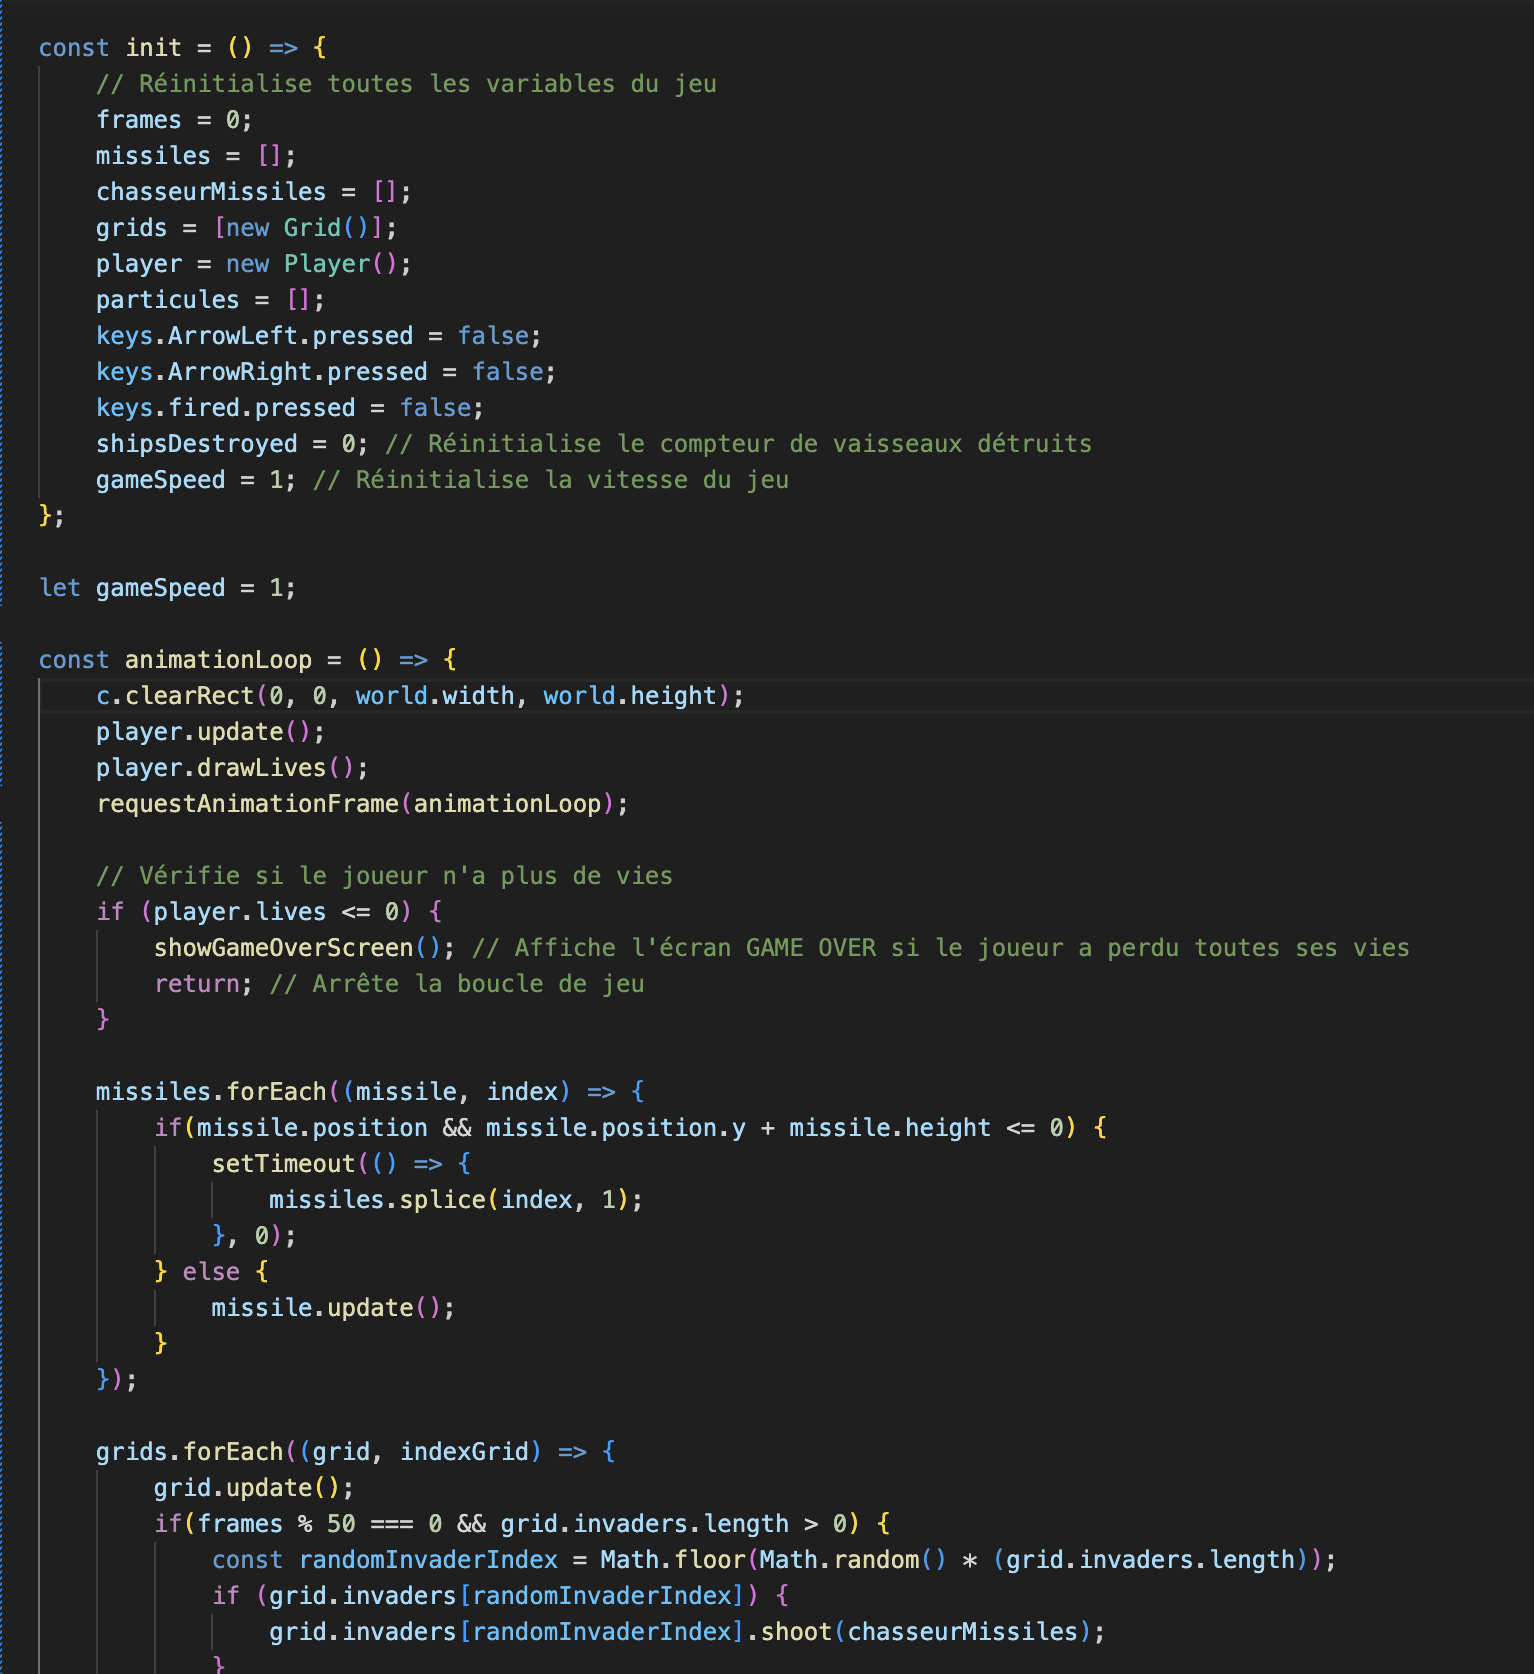 const init = () => {
    // Réinitialise toutes les variables du jeu
    frames = 0;
    missiles = [];
    chasseurMissiles = [];
    grids = [new Grid()];
    player = new Player();
    particules = [];
    keys.ArrowLeft.pressed = false;
    keys.ArrowRight.pressed = false;
    keys.fired.pressed = false;
    shipsDestroyed = 0; // Réinitialise le compteur de vaisseaux détruits
    gameSpeed = 1; // Réinitialise la vitesse du jeu
};

let gameSpeed = 1;

const animationLoop = () => {
    c.clearRect(0, 0, world.width, world.height);
    player.update();
    player.drawLives();
    requestAnimationFrame(animationLoop);

    // Vérifie si le joueur n'a plus de vies
    if (player.lives <= 0) {
        showGameOverScreen(); // Affiche l'écran GAME OVER si le joueur a perdu toutes ses vies
        return; // Arrête la boucle de jeu
    }

    missiles.forEach((missile, index) => {
        if(missile.position && missile.position.y + missile.height <= 0) {
            setTimeout(() => {
                missiles.splice(index, 1);
            }, 0);
        } else {
            missile.update();
        }
    });

    grids.forEach((grid, indexGrid) => {
        grid.update();
        if(frames % 50 === 0 && grid.invaders.length > 0) {
            const randomInvaderIndex = Math.floor(Math.random() * (grid.invaders.length));
            if (grid.invaders[randomInvaderIndex]) {
                grid.invaders[randomInvaderIndex].shoot(chasseurMissiles);
            }